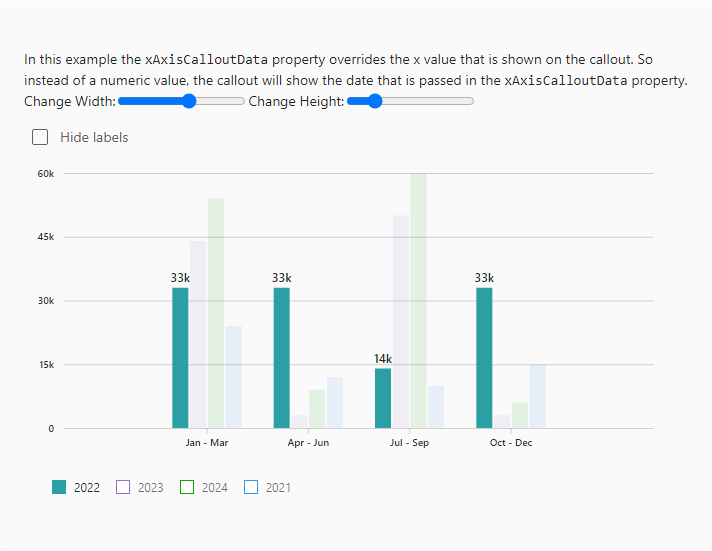 In this example the xAxisCalloutData property overrides the x value that is shown on the callout. So
instead of a numeric value, the callout will show the date that is passed in the xAxisCalloutData property.
Change Width: Change Height:
Hide labels
60k
45k
30k
15k
0
33k 33k 14k 33k
Jan - Mar Apr - Jun Jul - Sep Oct - Dec
2022 2023 2024 2021